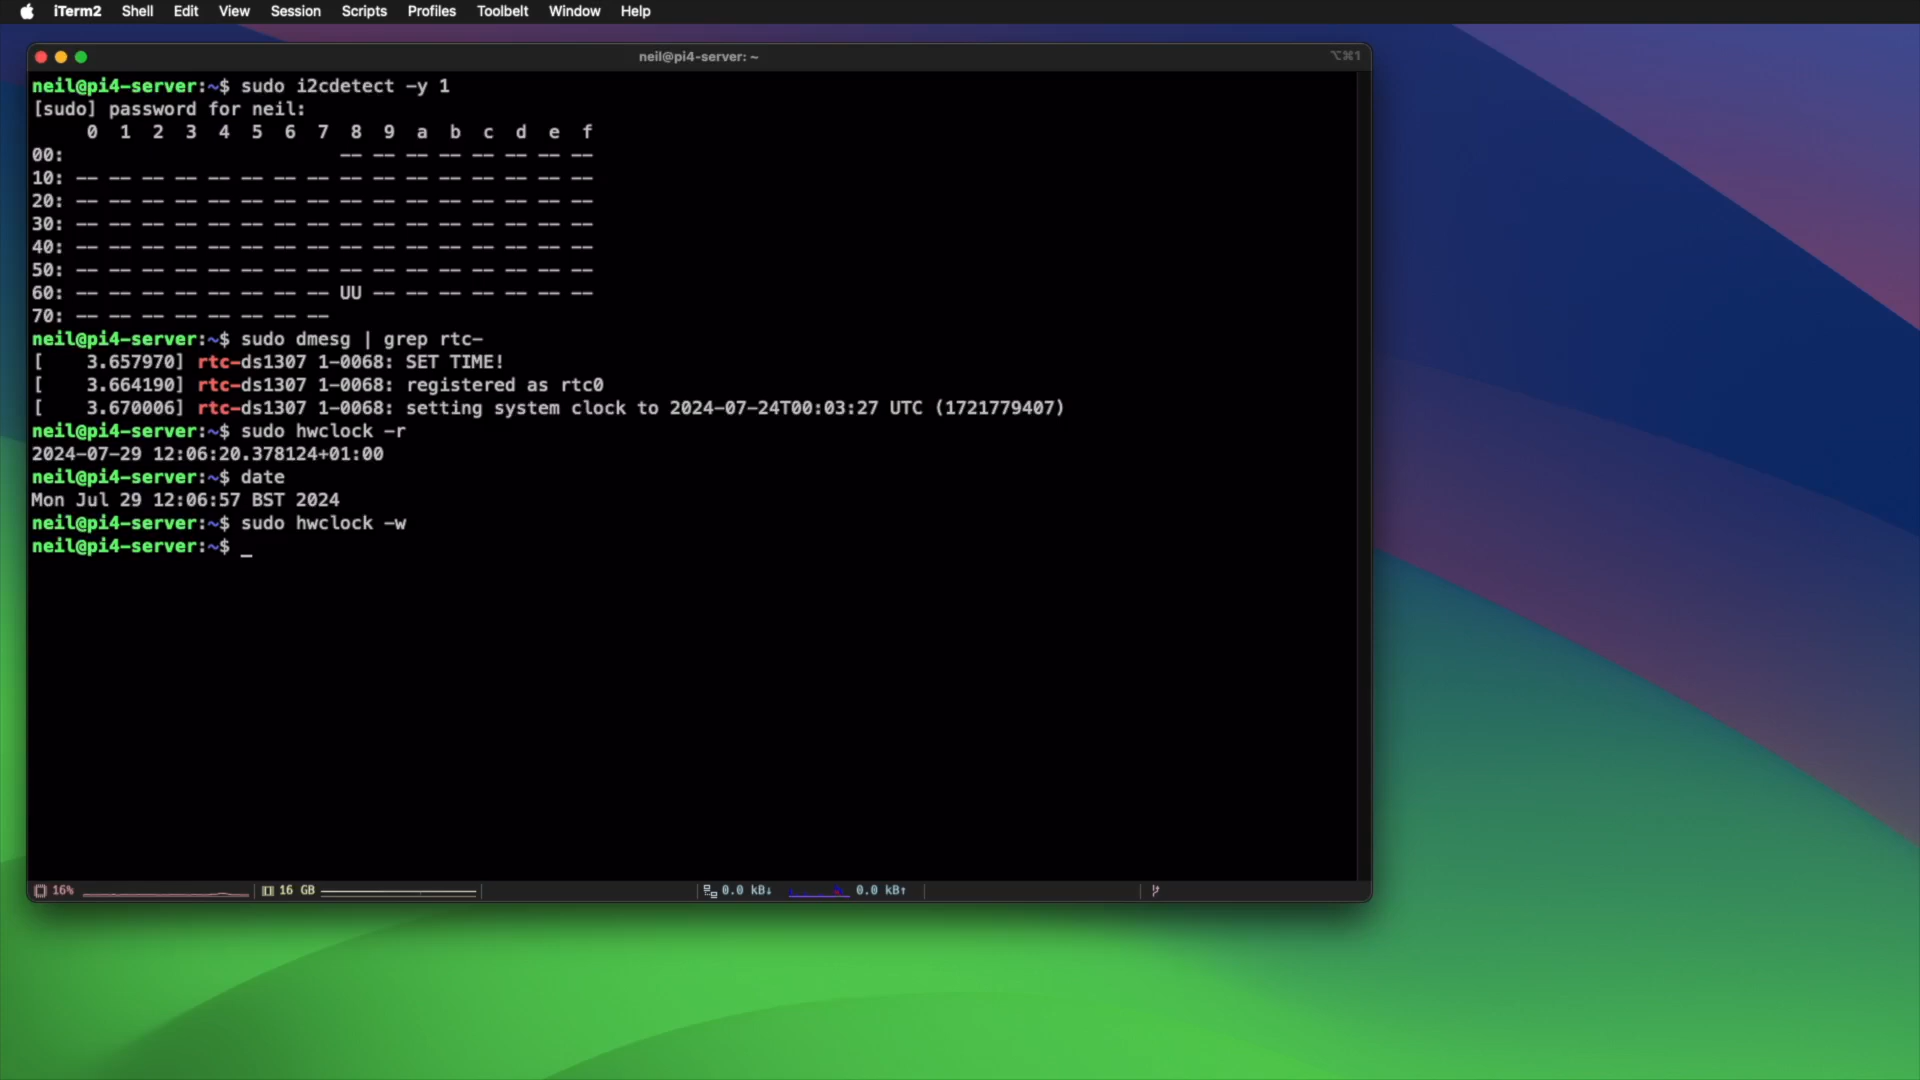 iTerm2 Shell Edit View Session Scripts Profiles Toolbelt Window Help
neil@pi4-server: ~ ⌥⌘1
neil@pi4-server:~$ sudo i2cdetect -y 1
[sudo] password for neil:
     0  1  2  3  4  5  6  7  8  9  a  b  c  d  e  f
00:                         -- -- -- -- -- -- -- --
10: -- -- -- -- -- -- -- -- -- -- -- -- -- -- -- --
20: -- -- -- -- -- -- -- -- -- -- -- -- -- -- -- --
30: -- -- -- -- -- -- -- -- -- -- -- -- -- -- -- --
40: -- -- -- -- -- -- -- -- -- -- -- -- -- -- -- --
50: -- -- -- -- -- -- -- -- -- -- -- -- -- -- -- --
60: -- -- -- -- -- -- -- -- UU -- -- -- -- -- -- --
70: -- -- -- -- -- -- -- --
neil@pi4-server:~$ sudo dmesg | grep rtc-
[    3.657970] rtc-ds1307 1-0068: SET TIME!
[    3.664190] rtc-ds1307 1-0068: registered as rtc0
[    3.670006] rtc-ds1307 1-0068: setting system clock to 2024-07-24T00:03:27 UTC (1721779407)
neil@pi4-server:~$ sudo hwclock -r
2024-07-29 12:06:20.378124+01:00
neil@pi4-server:~$ date
Mon Jul 29 12:06:57 BST 2024
neil@pi4-server:~$ sudo hwclock -w
neil@pi4-server:~$ _
16% 16 GB 0.0 kB↓ 0.0 kB↑